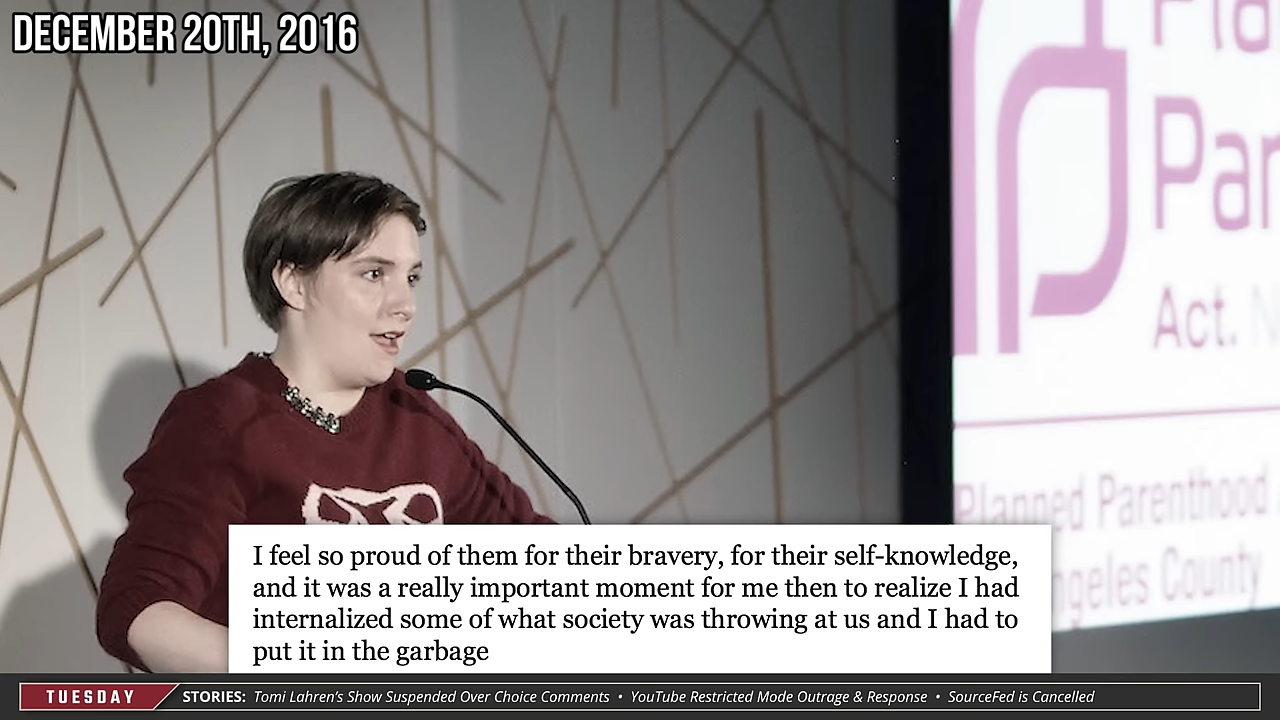 DECEMBER 20TH, 2016
Act.
Planned Parenthood
County
I feel so proud of them for their bravery, for their self-knowledge,
and it was a really important moment for me then to realize I had
internalized some of what society was throwing at us and I had to
put it in the garbage
TUESDAY STORIES: Tomi Lahren's Show Suspended Over Choice Comments • YouTube Restricted Mode Outrage & Response • SourceFed is Cancelled